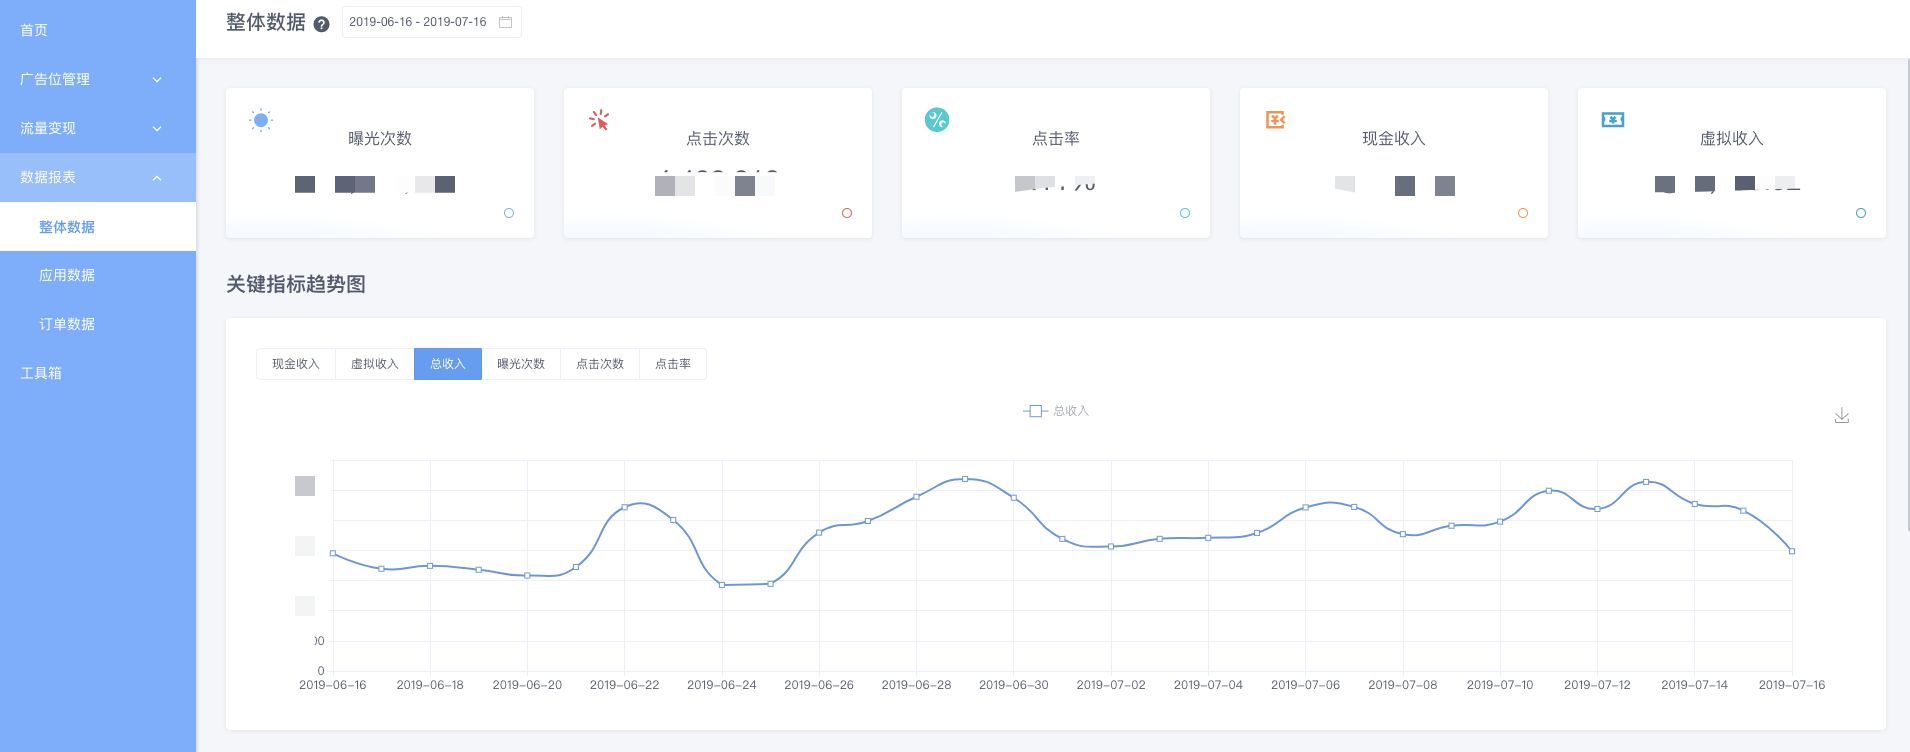 首页
广告位管理
流量变现
数据报表
整体数据
应用数据
订单数据
工具箱
整体数据 ? 2019-06-16 - 2019-07-16
曝光次数
点击次数
点击率
现金收入
虚拟收入
关键指标趋势图
现金收入 虚拟收入 总收入 曝光次数 点击次数 点击率
总收入
0
2019-06-16 2019-06-18 2019-06-20 2019-06-22 2019-06-24 2019-06-26 2019-06-28 2019-06-30 2019-07-02 2019-07-04 2019-07-06 2019-07-08 2019-07-10 2019-07-12 2019-07-14 2019-07-16